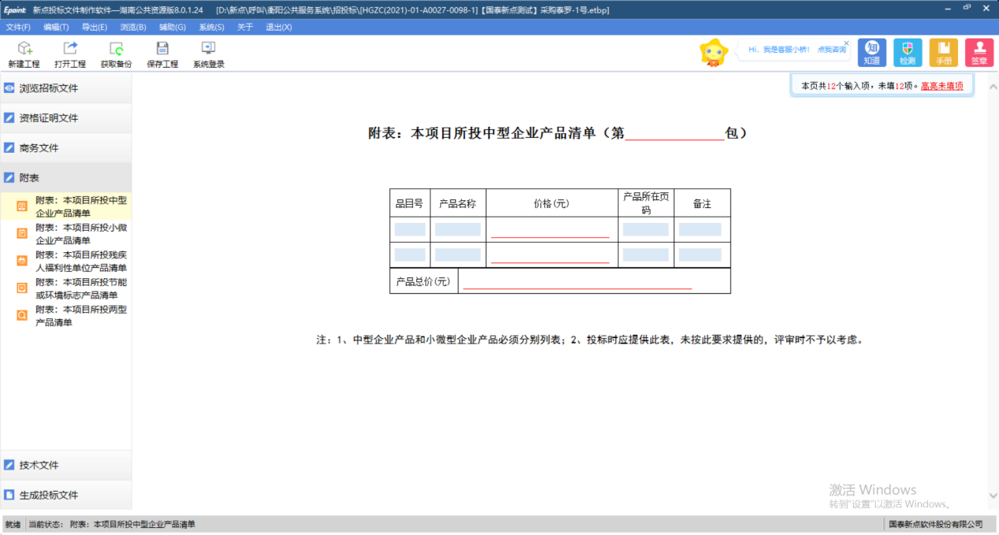 Epoint 新点投标文件制作软件—湖南公共资源版8.0.1.24 [D:\新点\呼叫\衡阳公共服务系统\招投标\[HGZC(2021)-01-A0027-0098-1]【国泰新点测试】采购泰罗-1号.etbp]
文件(F) 编辑(T) 导出(E) 浏览(B) 辅助(G) 系统(S) 关于 退出(X)
新建工程 打开工程 获取备份 保存工程 系统登录
Hi，我是客服小桥！ 点我咨询
知 知道 检测 手册 签章
浏览招标文件
资格证明文件
商务文件
附表
附表：本项目所投中型
企业产品清单
附表：本项目所投小微
企业产品清单
附表：本项目所投残疾
人福利性单位产品清单
附表：本项目所投节能
或环境标志产品清单
附表：本项目所投两型
产品清单
技术文件
生成投标文件
本页共12个输入项，未填12项。高亮未填项
附表：本项目所投中型企业产品清单（第包）
品目号 产品名称 价格(元) 产品所在页码 备注
产品总价(元)
注：1、中型企业产品和小微型企业产品必须分别列表；2、投标时应提供此表，未按此要求提供的，评审时不予以考虑。
激活 Windows
转到"设置"以激活 Windows。
就绪 当前状态： 附表：本项目所投中型企业产品清单 国泰新点软件股份有限公司